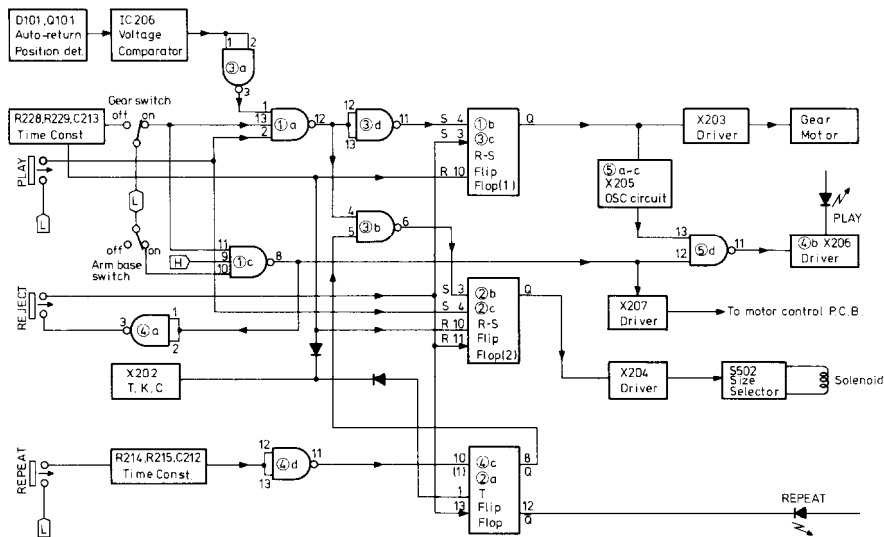 D101,Q101
Auto-return
Position det.
IC 206
Voltage
Comparator
1 2
③a
3
R228,R229,C213
Time Const
Gear switch
off on
1
13
2
①a
12
12
13
③d
11
S 4
S 3
R 10
①b
③c
R-S
Flip
Flop(1)
Q
X203
Driver
Gear
Motor
PLAY
L
L
⑤a~c
X205
OSC circuit
PLAY
off on
Arm base
switch
H
11
9
10
①c
8
4
5
③b
6
13
12
⑤d
11
④b X206
Driver
REJECT
3
④a
1
2
S 3
S 4
R 10
R 11
②b
②c
R-S
Flip
Flop(2)
Q
X207
Driver
To motor control P.C.B.
X202
T, K, C
X204
Driver
S502
Size
Selector
Solenoid
REPEAT
L
R214,R215,C212
Time Const.
12
13
④d
11
10
(1)
1
13
④c
②a
T
Flip
Flop
8
Q
12
Q̅
REPEAT